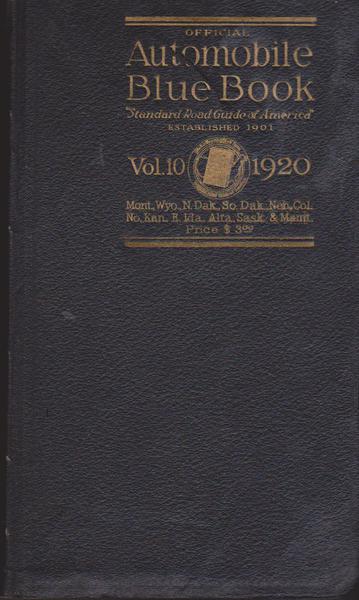 OFFICIAL
Automobile
Blue Book
"Standard Road Guide of America"
ESTABLISHED 1901
Vol.10 1920
Mont. Wyo. N. Dak. So. Dak. Neb. Col.
No. Kan. E. Ida. Alta. Sask. & Manit.
Price $3.00